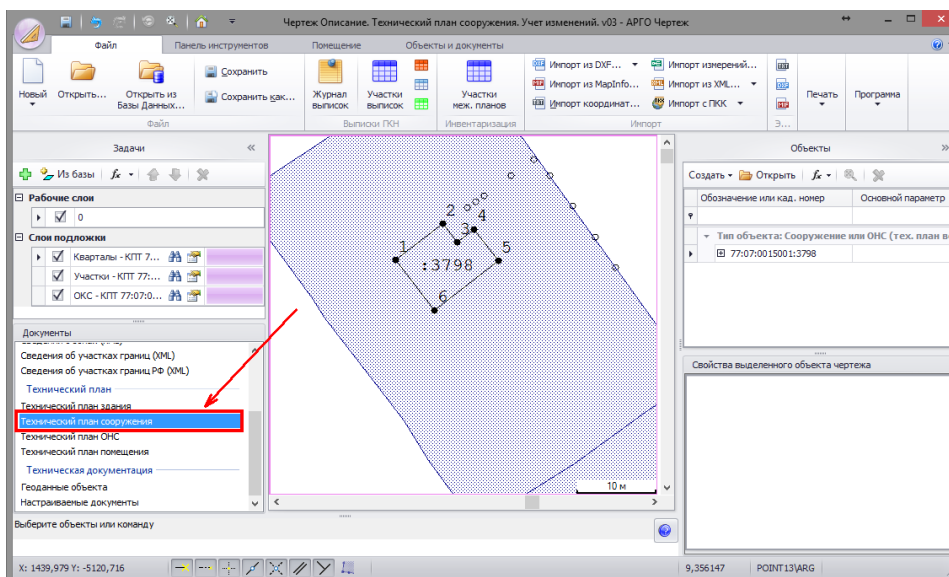 Чертеж Описание. Технический план сооружения. Учет изменений. v03 - АРГО Чертеж
Файл Панель инструментов Помещение Объекты и документы
Новый Открыть... Открыть из Базы Данных... Сохранить Сохранить как...
Файл
Журнал выписок Участки выписок
Выписки ГКН
Участки меж. планов
Инвентаризация
Импорт из DXF... Импорт измерений...
Импорт из MapInfo... Импорт из XML...
Импорт координат... Импорт с ПКК
Импорт
Э...
Печать Программа
Задачи
Из базы fx
Рабочие слои
0
Слои подложки
Кварталы - КПТ 7...
Участки - КПТ 77:...
ОКС - КПТ 77:07:0...
Документы
Сведения об участках границ (XML)
Сведения об участках границ РФ (XML)
Технический план
Технический план здания
Технический план сооружения
Технический план ОНС
Технический план помещения
Техническая документация
Геоданные объекта
Настраиваемые документы
Выберите объекты или команду
1
2
3
4
5
6
:3798
10 м
Объекты
Создать Открыть fx
Обозначение или кад. номер Основной параметр
Тип объекта: Сооружение или ОНС (тех. план в
77:07:0015001:3798
Свойства выделенного объекта чертежа
X: 1439,979 Y: -5120,716
9,356147 POINT13\ARG